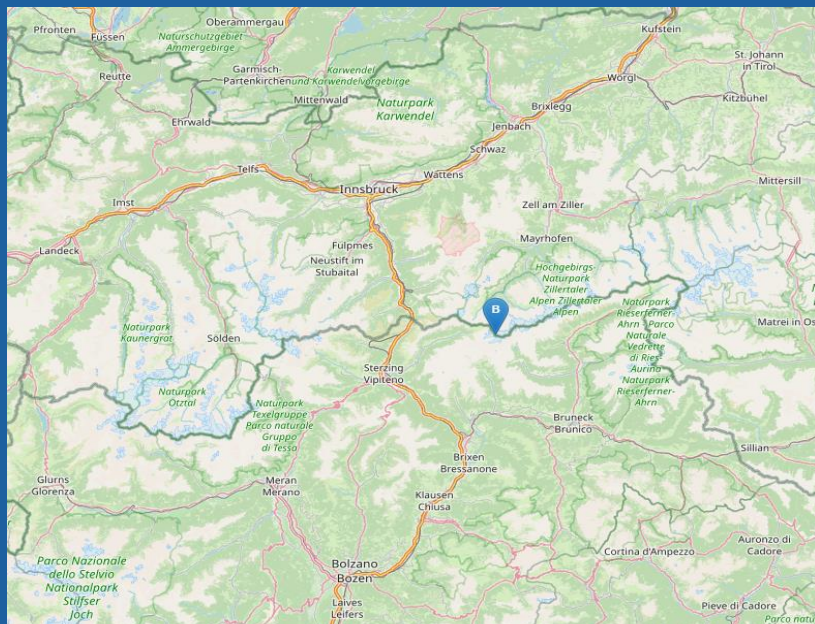 Oberammergau
Pfronten
Füssen
Naturschutzgebiet
Ammergebirge
Kufstein
St. Johann
in Tirol
Reutte
Garmisch-
Partenkirchen
Karwendel
und Karwendelvorgebirge
Mittenwald
Naturpark
Karwendel
Wörgl
Kitzbühel
Brixlegg
Ehrwald
Jenbach
Schwaz
Telfs
Wattens
Innsbruck
Mittersill
Imst
Zell am Ziller
Landeck
Fulpmes
Neustift im
Stubaital
Mayrhofen
Hochgebirgs-
Naturpark
Zillertaler
Alpen Zillertaler
Alpen
B
Naturpark
Rieserferner-
Ahrn - Parco
Naturale
Vedrette
di Ries-
Aurina
Naturpark
Rieserferner-
Ahrn
Matrei in Os
Naturpark
Kaunergrat
Sölden
Sterzing
Vipiteno
Naturpark
Ötztal
Naturpark
Texelgruppe
Parco naturale
Gruppo
di Tessa
Bruneck
Brunico
Sillian
Brixen
Bressanone
Glurns
Glorenza
Meran
Merano
Klausen
Chiusa
Auronzo di
Cadore
Cortina d'Ampezzo
Parco Nazionale
dello Stelvio
Nationalpark
Stilfser
Joch
Bolzano
Bozen
Laives
Leifers
Pieve di Cadore
Parco natu